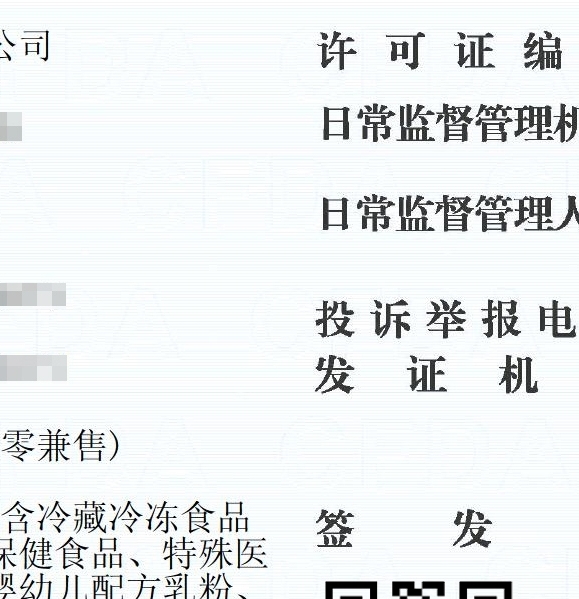 公司
许可证编
日常监督管理机
日常监督管理人
投诉举报电
发证机
零兼售)
含冷藏冷冻食品
签发
保健食品、特殊医
婴幼儿配方乳粉、